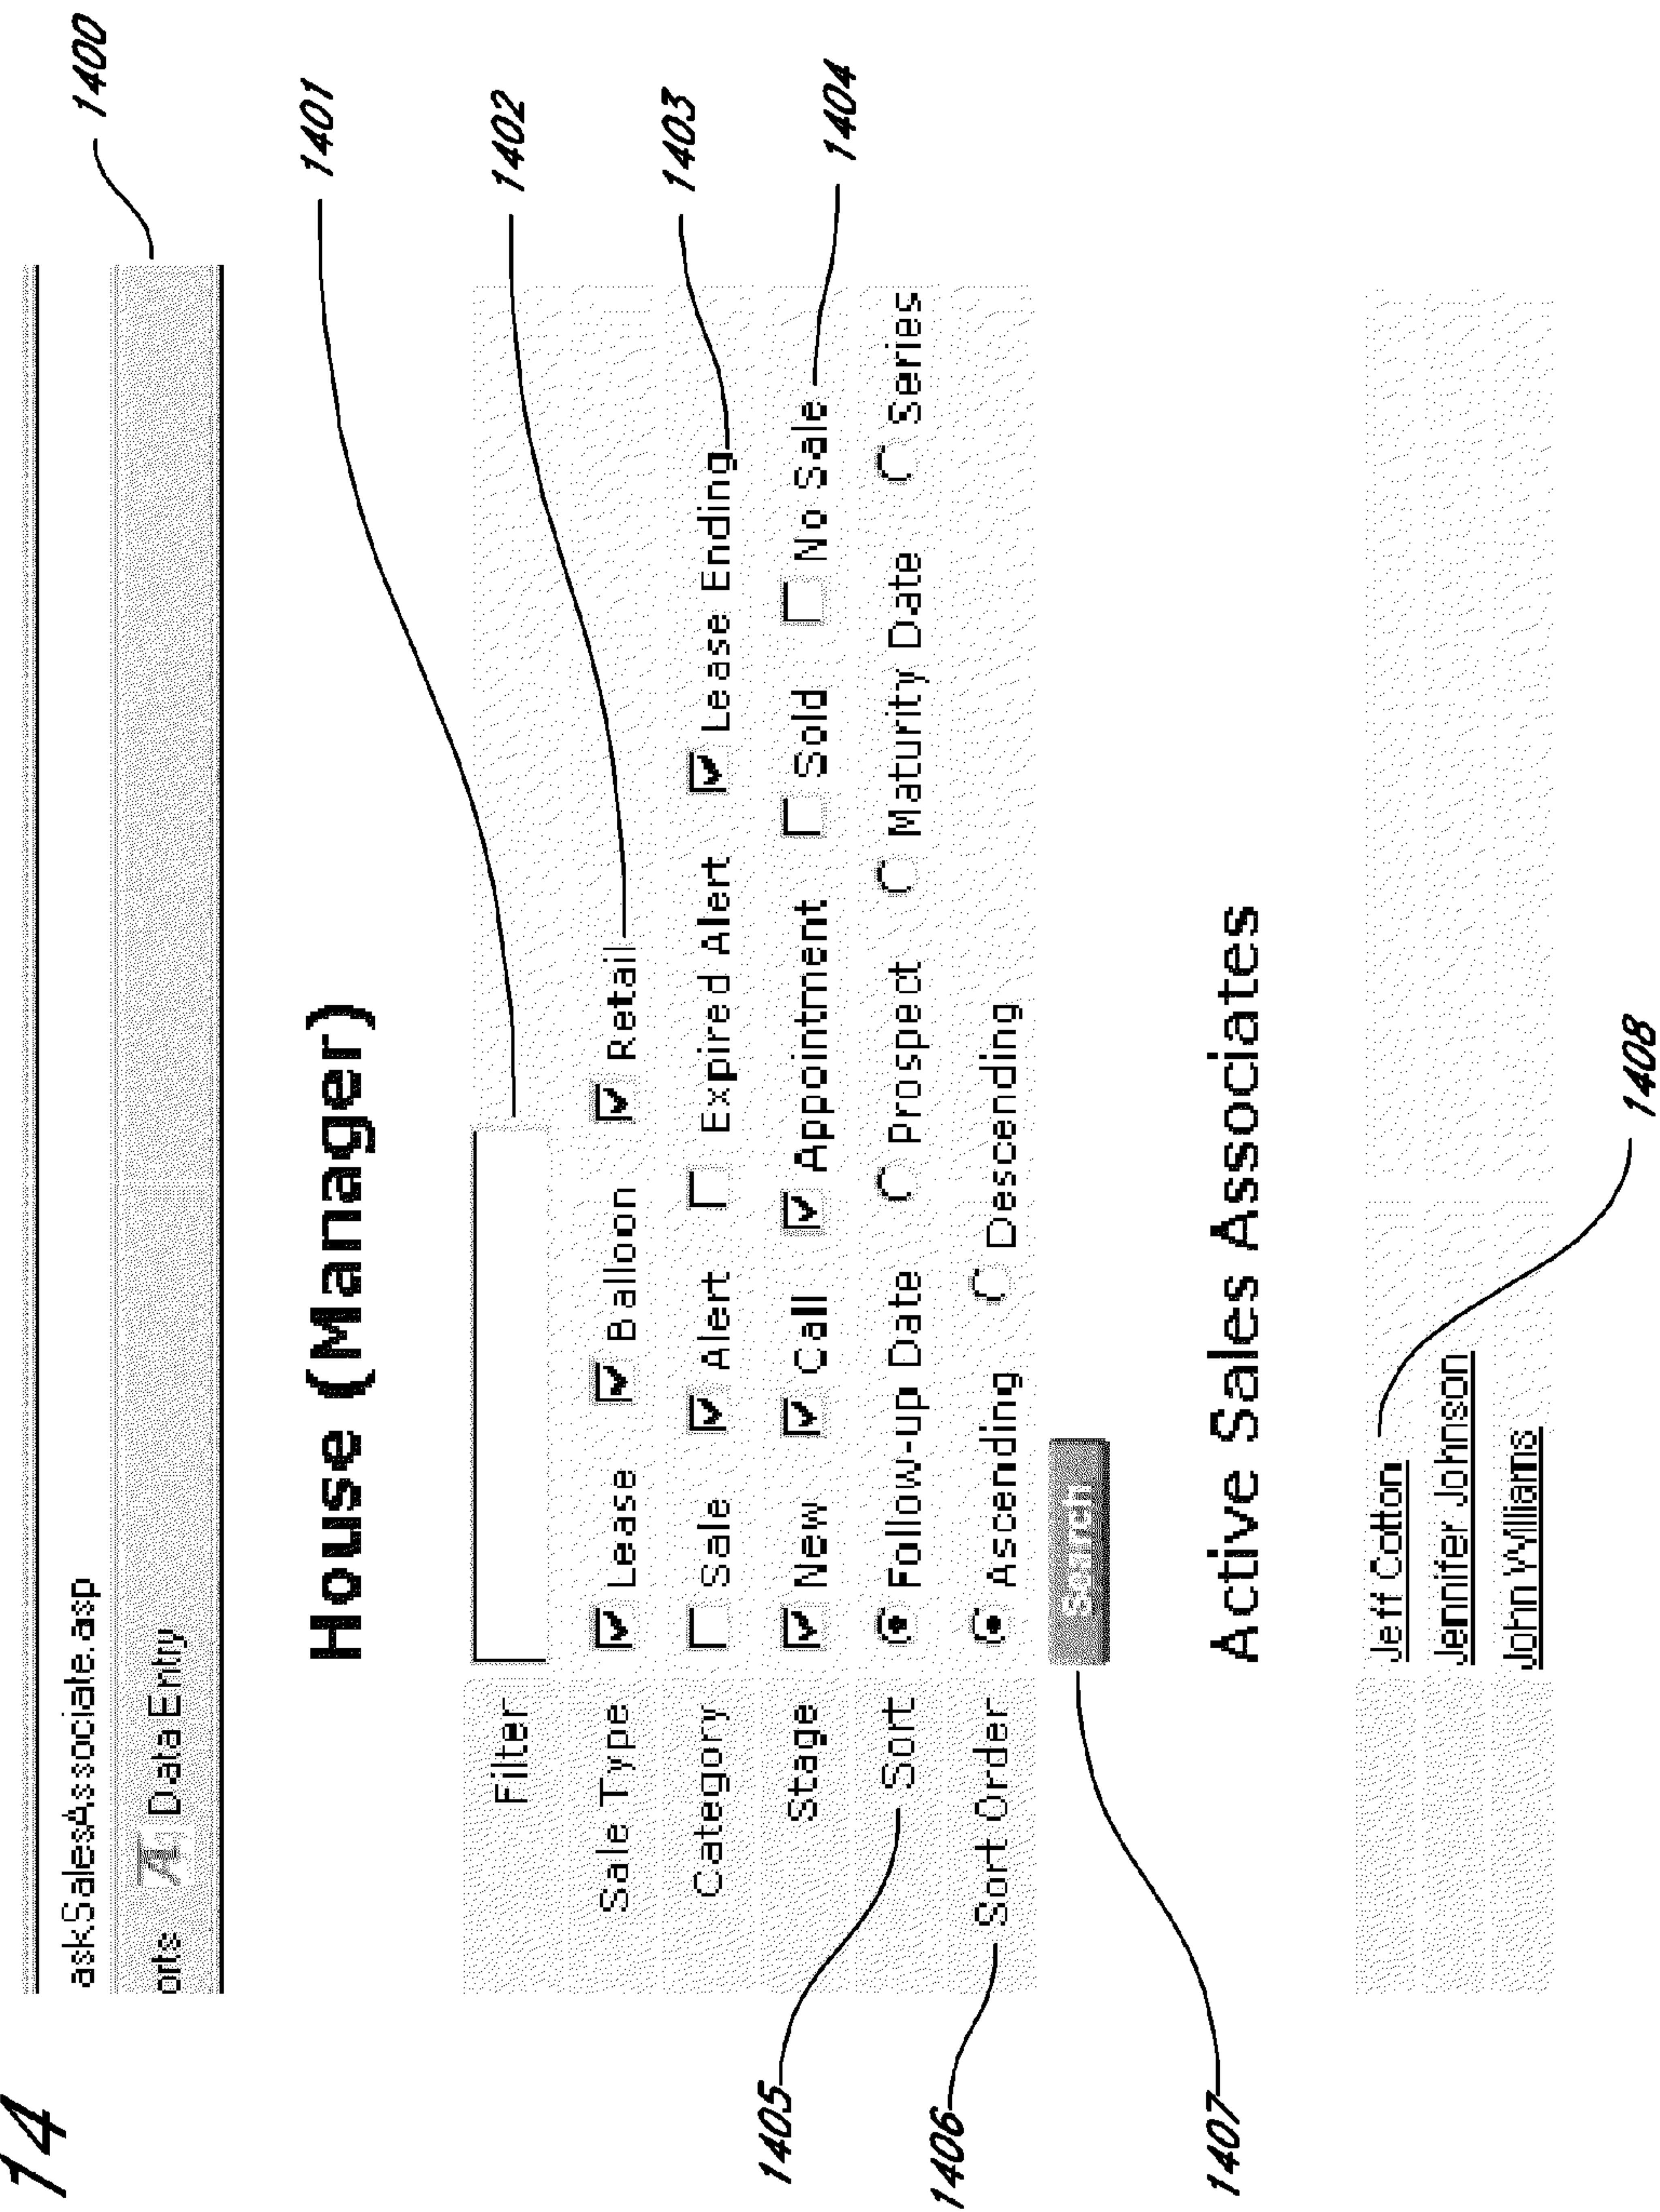 14
askSalesAssociate.asp
orts Data Entry
1400
House (Manager)
1401
Filter
1402
Sale Type Lease Balloon Retail
1403
Category Sale Alert Expired Alert Lease Ending
1404
Stage New Call Appointment Sold No Sale
1405
Sort Follow-up Date Prospect Maturity Date Series
1406
Sort Order Ascending Descending
1407
Search
Active Sales Associates
Jeff Cotton
Jennifer Johnson
John Williams
1408